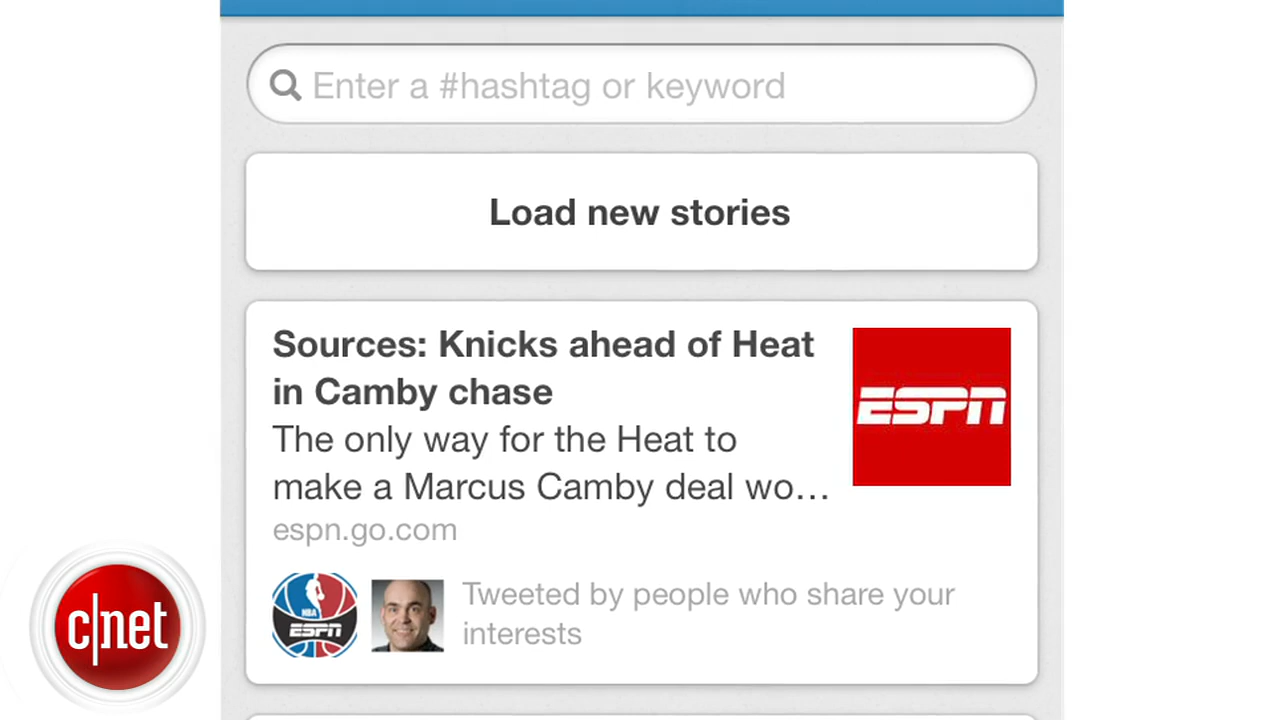 Enter a #hashtag or keyword
Load new stories
Sources: Knicks ahead of Heat
in Camby chase
The only way for the Heat to
make a Marcus Camby deal wo…
ESPN
espn.go.com
NBA
ESPN
Tweeted by people who share your
interests
c|net